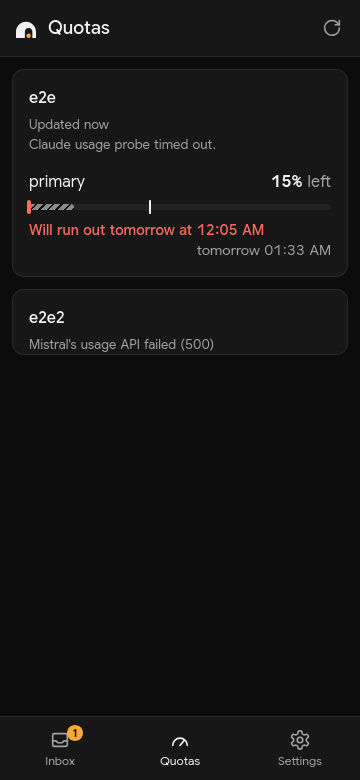 Quotas
e2e
Updated now
Claude usage probe timed out.
primary
15% left
Will run out tomorrow at 12:05 AM
tomorrow 01:33 AM
e2e2
Mistral's usage API failed (500)
1
Inbox
Quotas
Settings